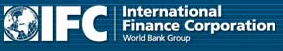 IFC
International
Finance Corporation
World Bank Group